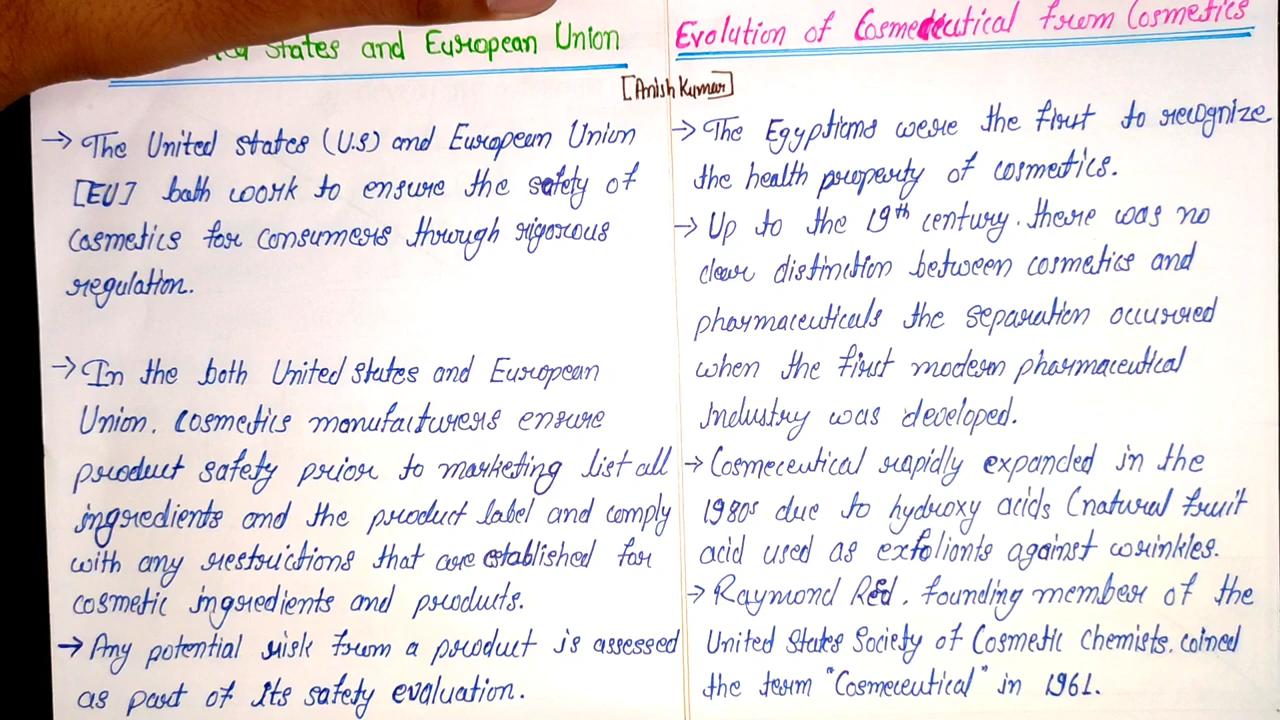 States and European Union
[Anish Kumar]
→ The United states (U.S) and European Union
[EU] bath work to ensure the safety of
cosmetics for consumers through rigorous
regulation.
→ In the both United states and European
Union. cosmetics manufacturers ensure
product safety prior to marketing list all
ingredients and the product label and comply
with any restrictions that are established for
cosmetic ingredients and products.
→ Any potential risk from a product is assessed
as part of its safety evaluation.
Evolution of Cosmeceutical from Cosmetics
→ The Egyptians were the first to recognize
the health property of cosmetics.
→ Up to the 19th century. there was no
clear distinction between cosmetics and
pharmaceuticals the separation occurred
when the first modern pharmaceutical
industry was developed.
→ Cosmeceutical rapidly expanded in the
1980s due to hydroxy acids (natural fruit
acid used as exfolionts against wrinkles.
→ Raymond Reed. founding member of the
United States Society of Cosmetic chemists. coined
the term "Cosmeceutical" in 1961.